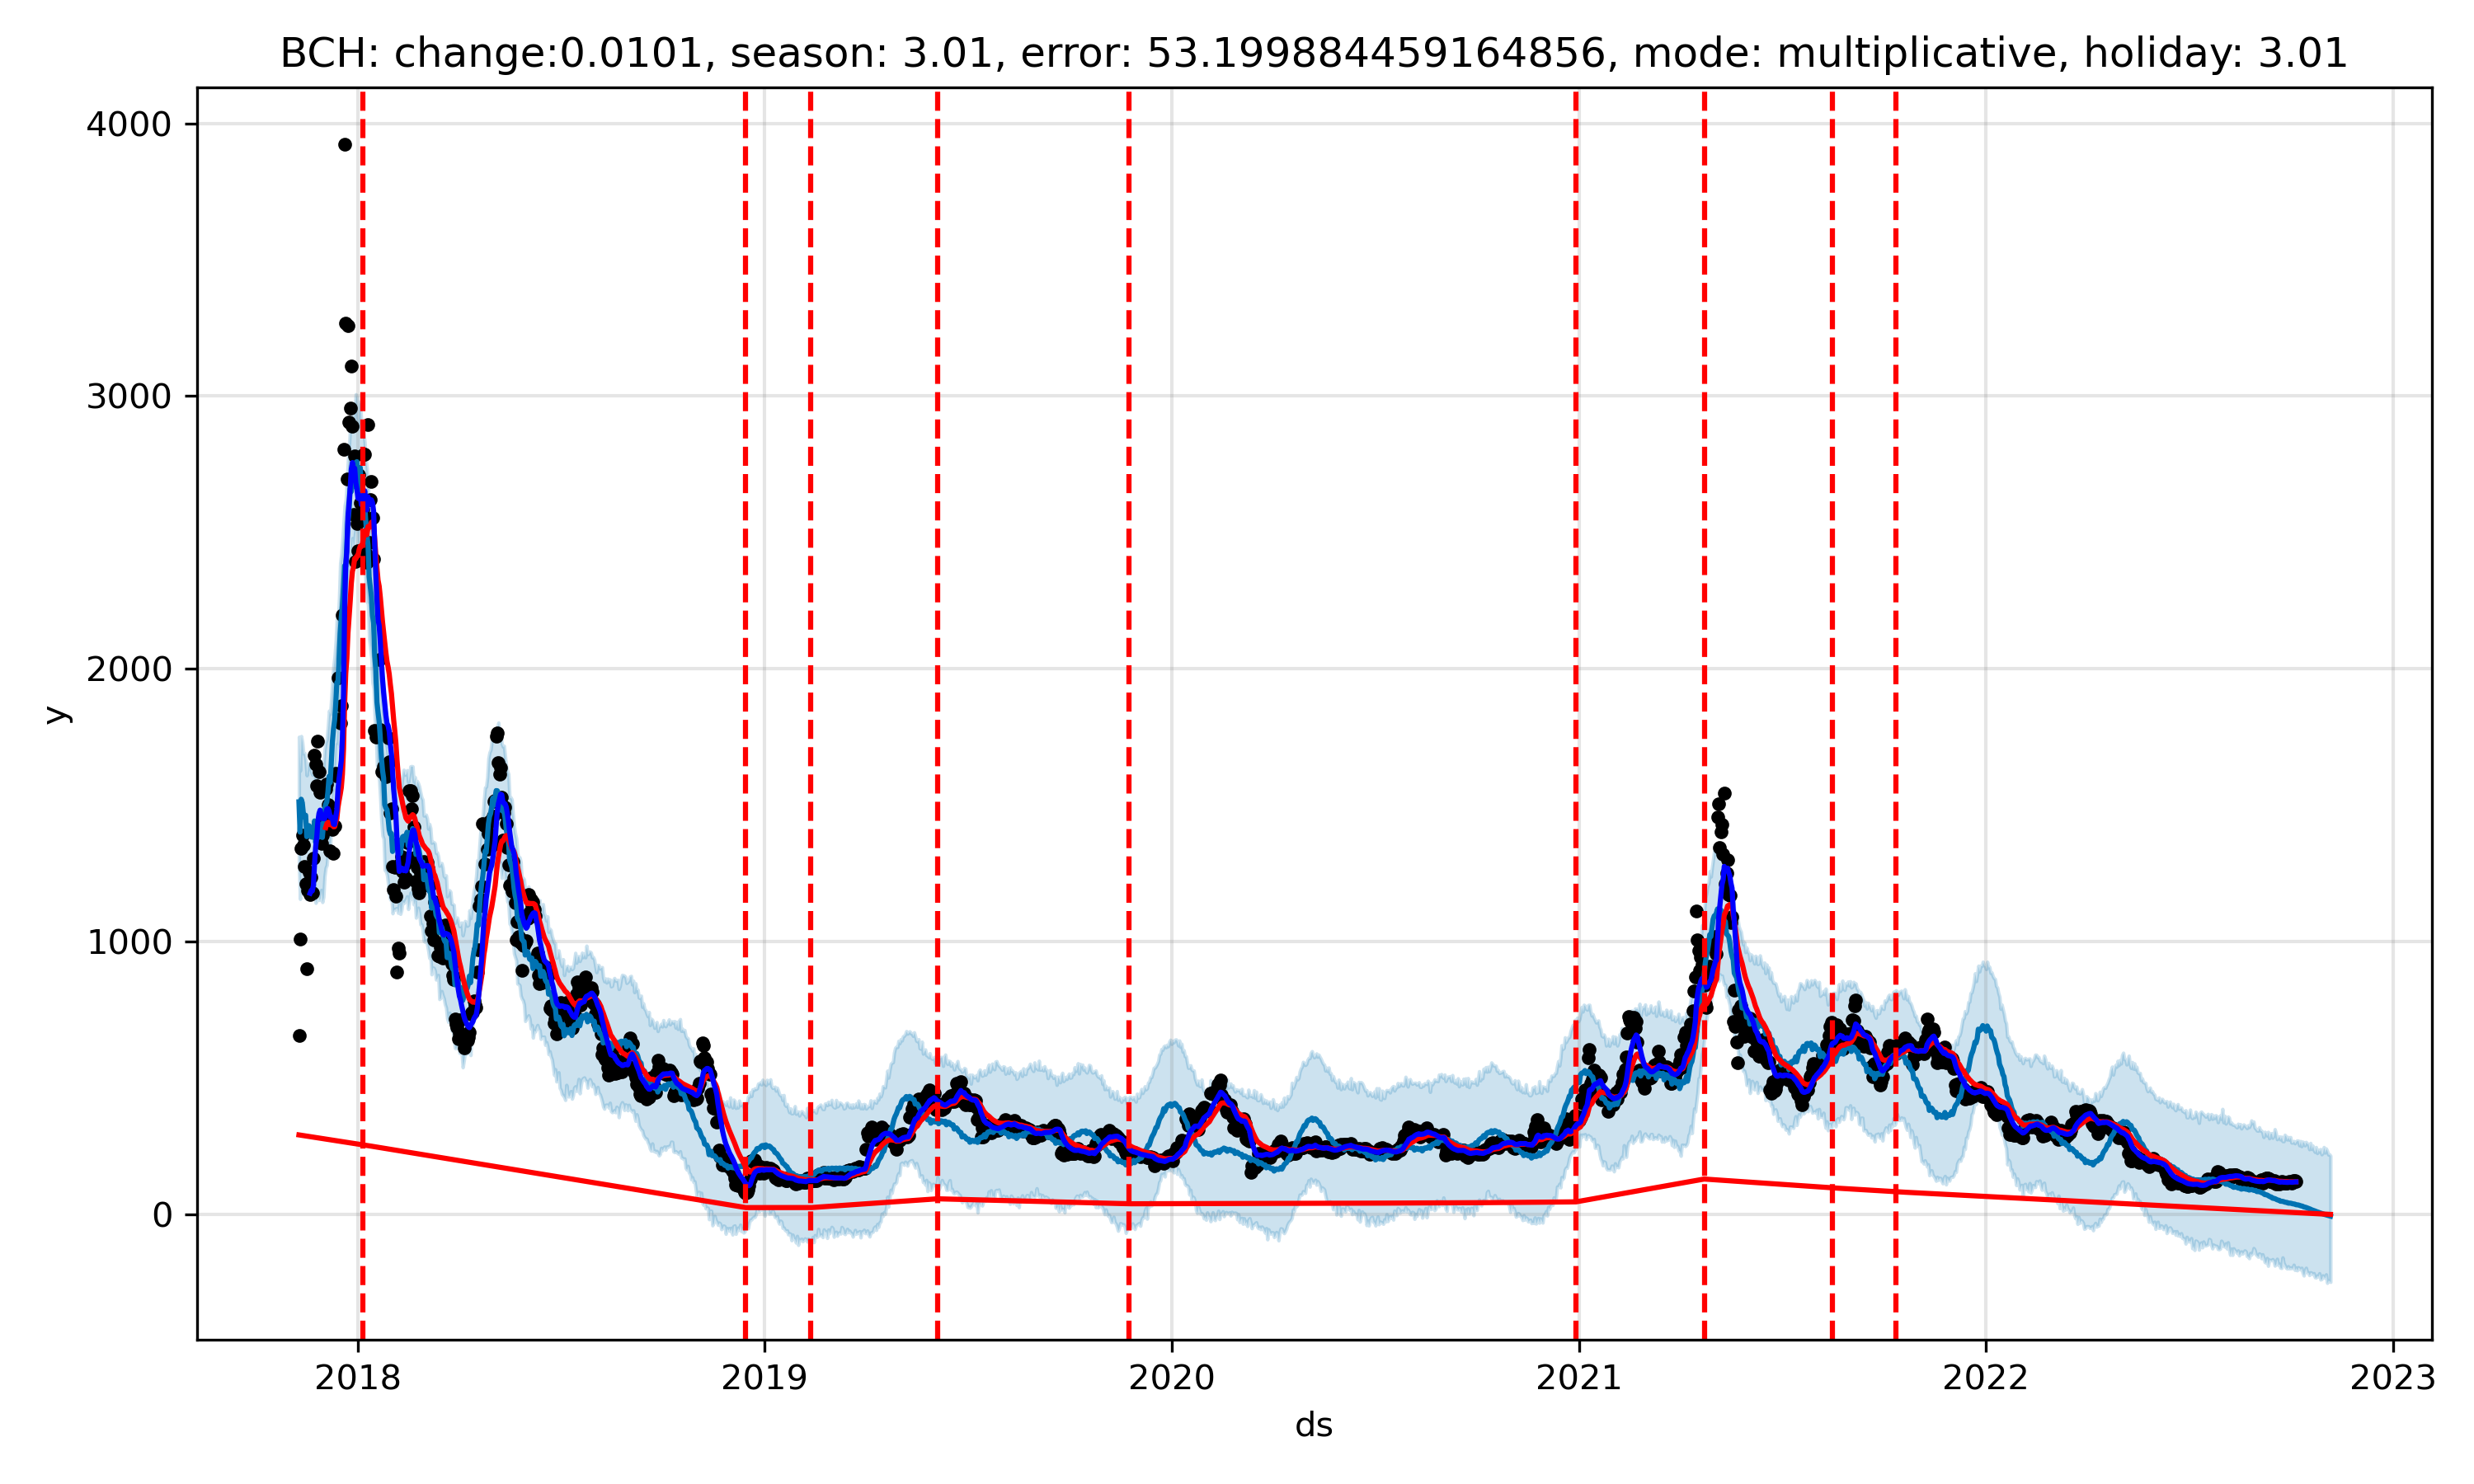 BCH: change:0.0101, season: 3.01, error: 53.199884459164856, mode: multiplicative, holiday: 3.01
4000
3000
2000
1000
0
y
2018 2019 2020 2021 2022 2023
ds